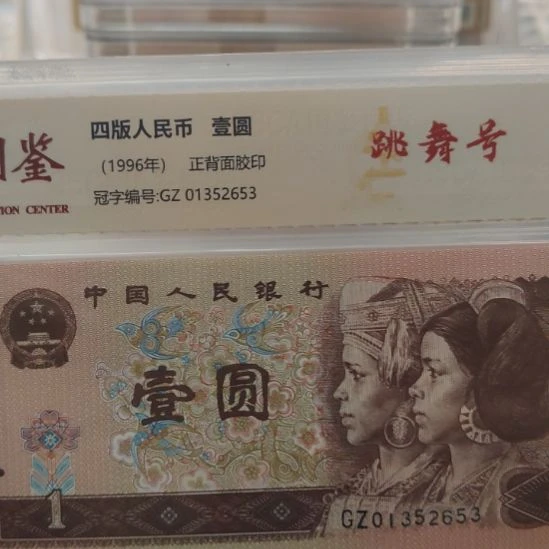 四版人民币 壹圆
鉴
(1996年) 正背面胶印
跳舞号
冠字编号:GZ 01352653
ION CENTER
中国人民银行
壹圆
1
GZ01352653